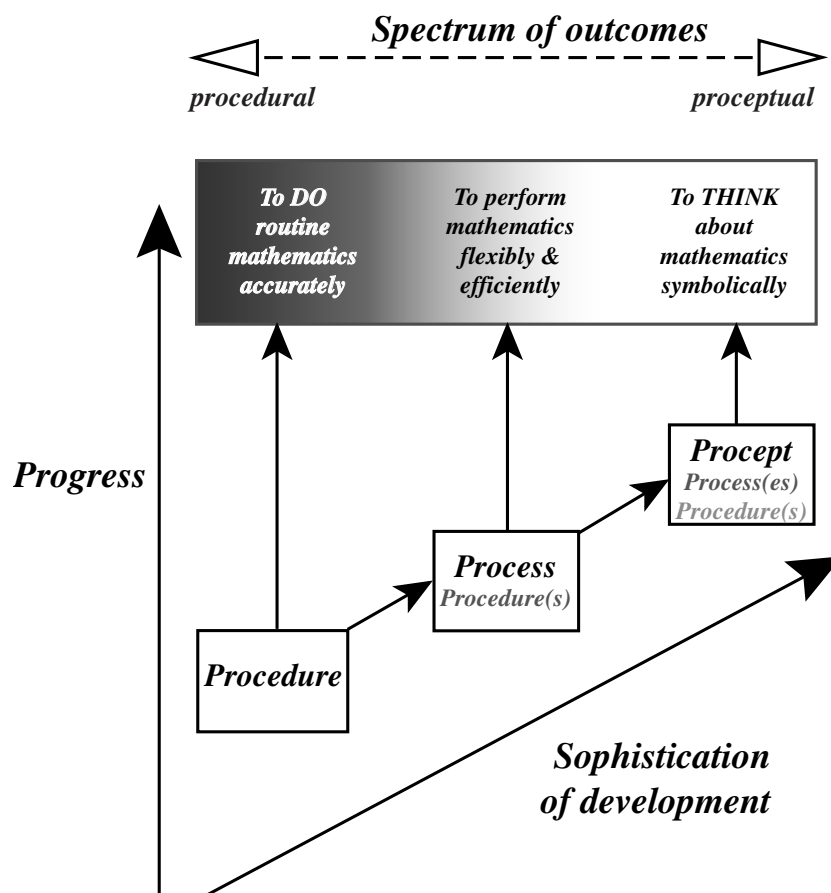 Spectrum of outcomes
procedural
proceptual
To DO
routine
mathematics
accurately
To perform
mathematics
flexibly &
efficiently
To THINK
about
mathematics
symbolically
Progress
Procept
Process(es)
Procedure(s)
Process
Procedure(s)
Procedure
Sophistication
of development